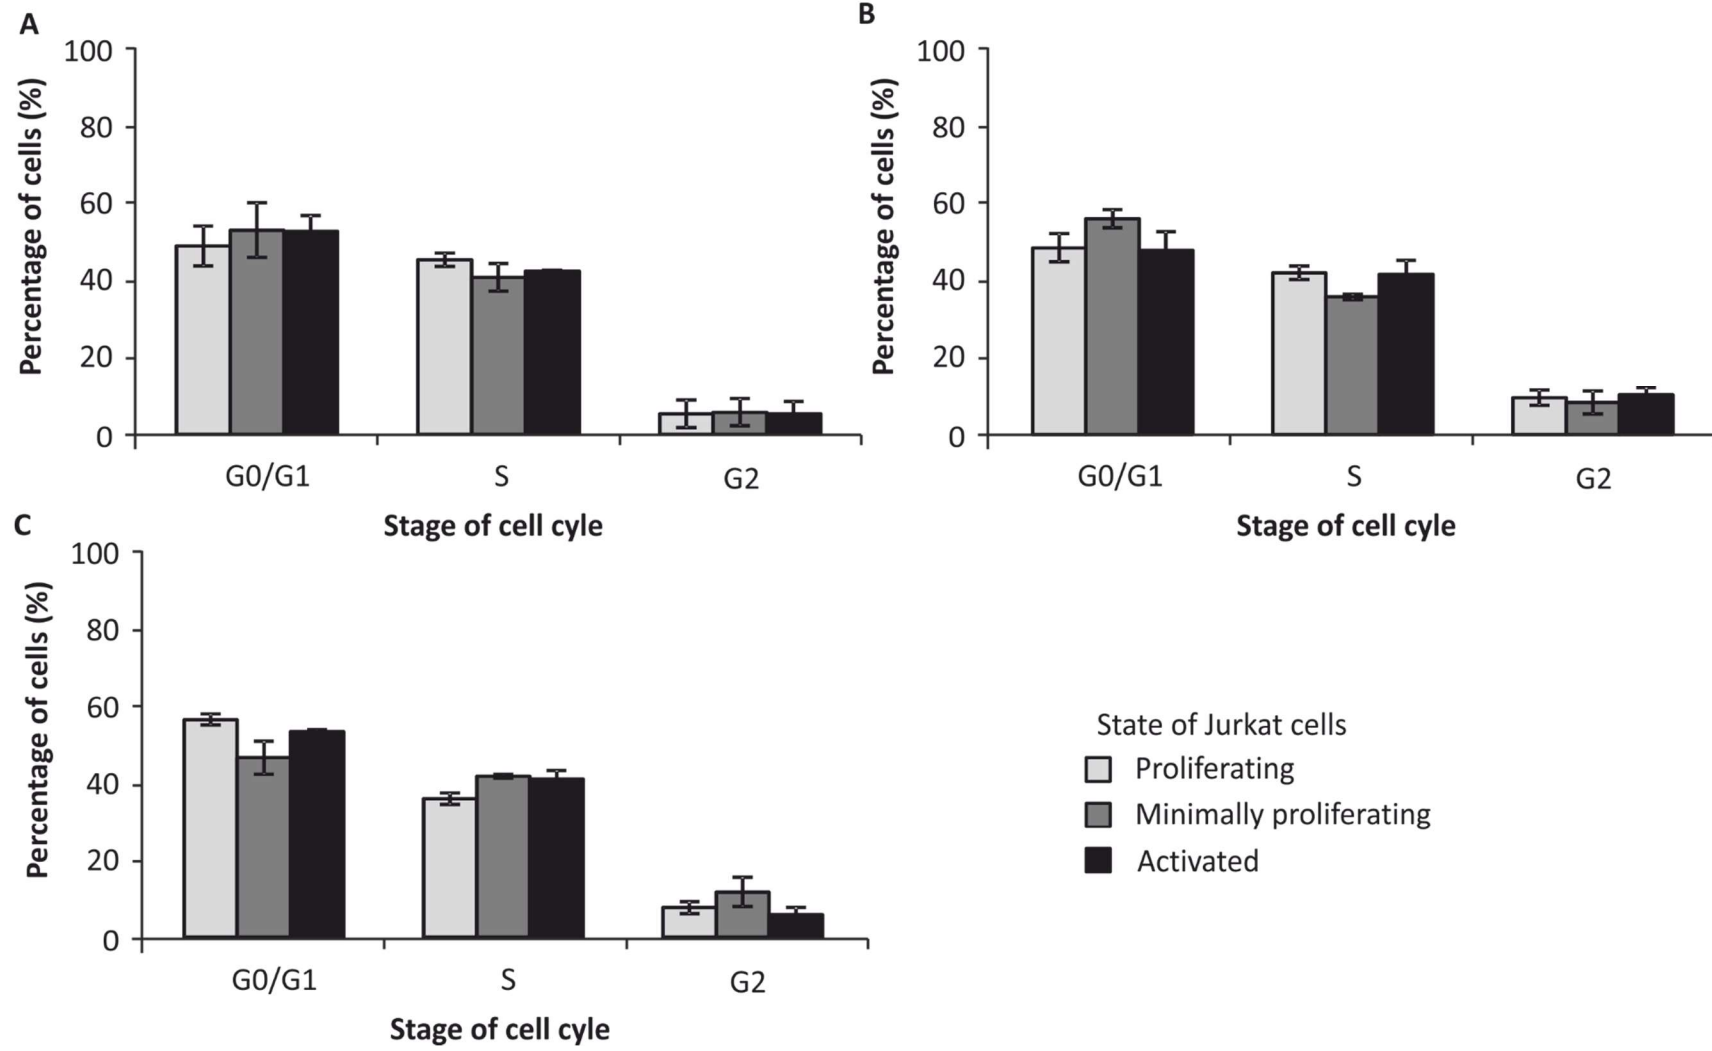 A
Percentage of cells (%)
100
80
60
40
20
0
G0/G1
S
G2
Stage of cell cyle
B
Percentage of cells (%)
100
80
60
40
20
0
G0/G1
S
G2
Stage of cell cyle
C
Percentage of cells (%)
100
80
60
40
20
0
G0/G1
S
G2
Stage of cell cyle
State of Jurkat cells
Proliferating
Minimally proliferating
Activated